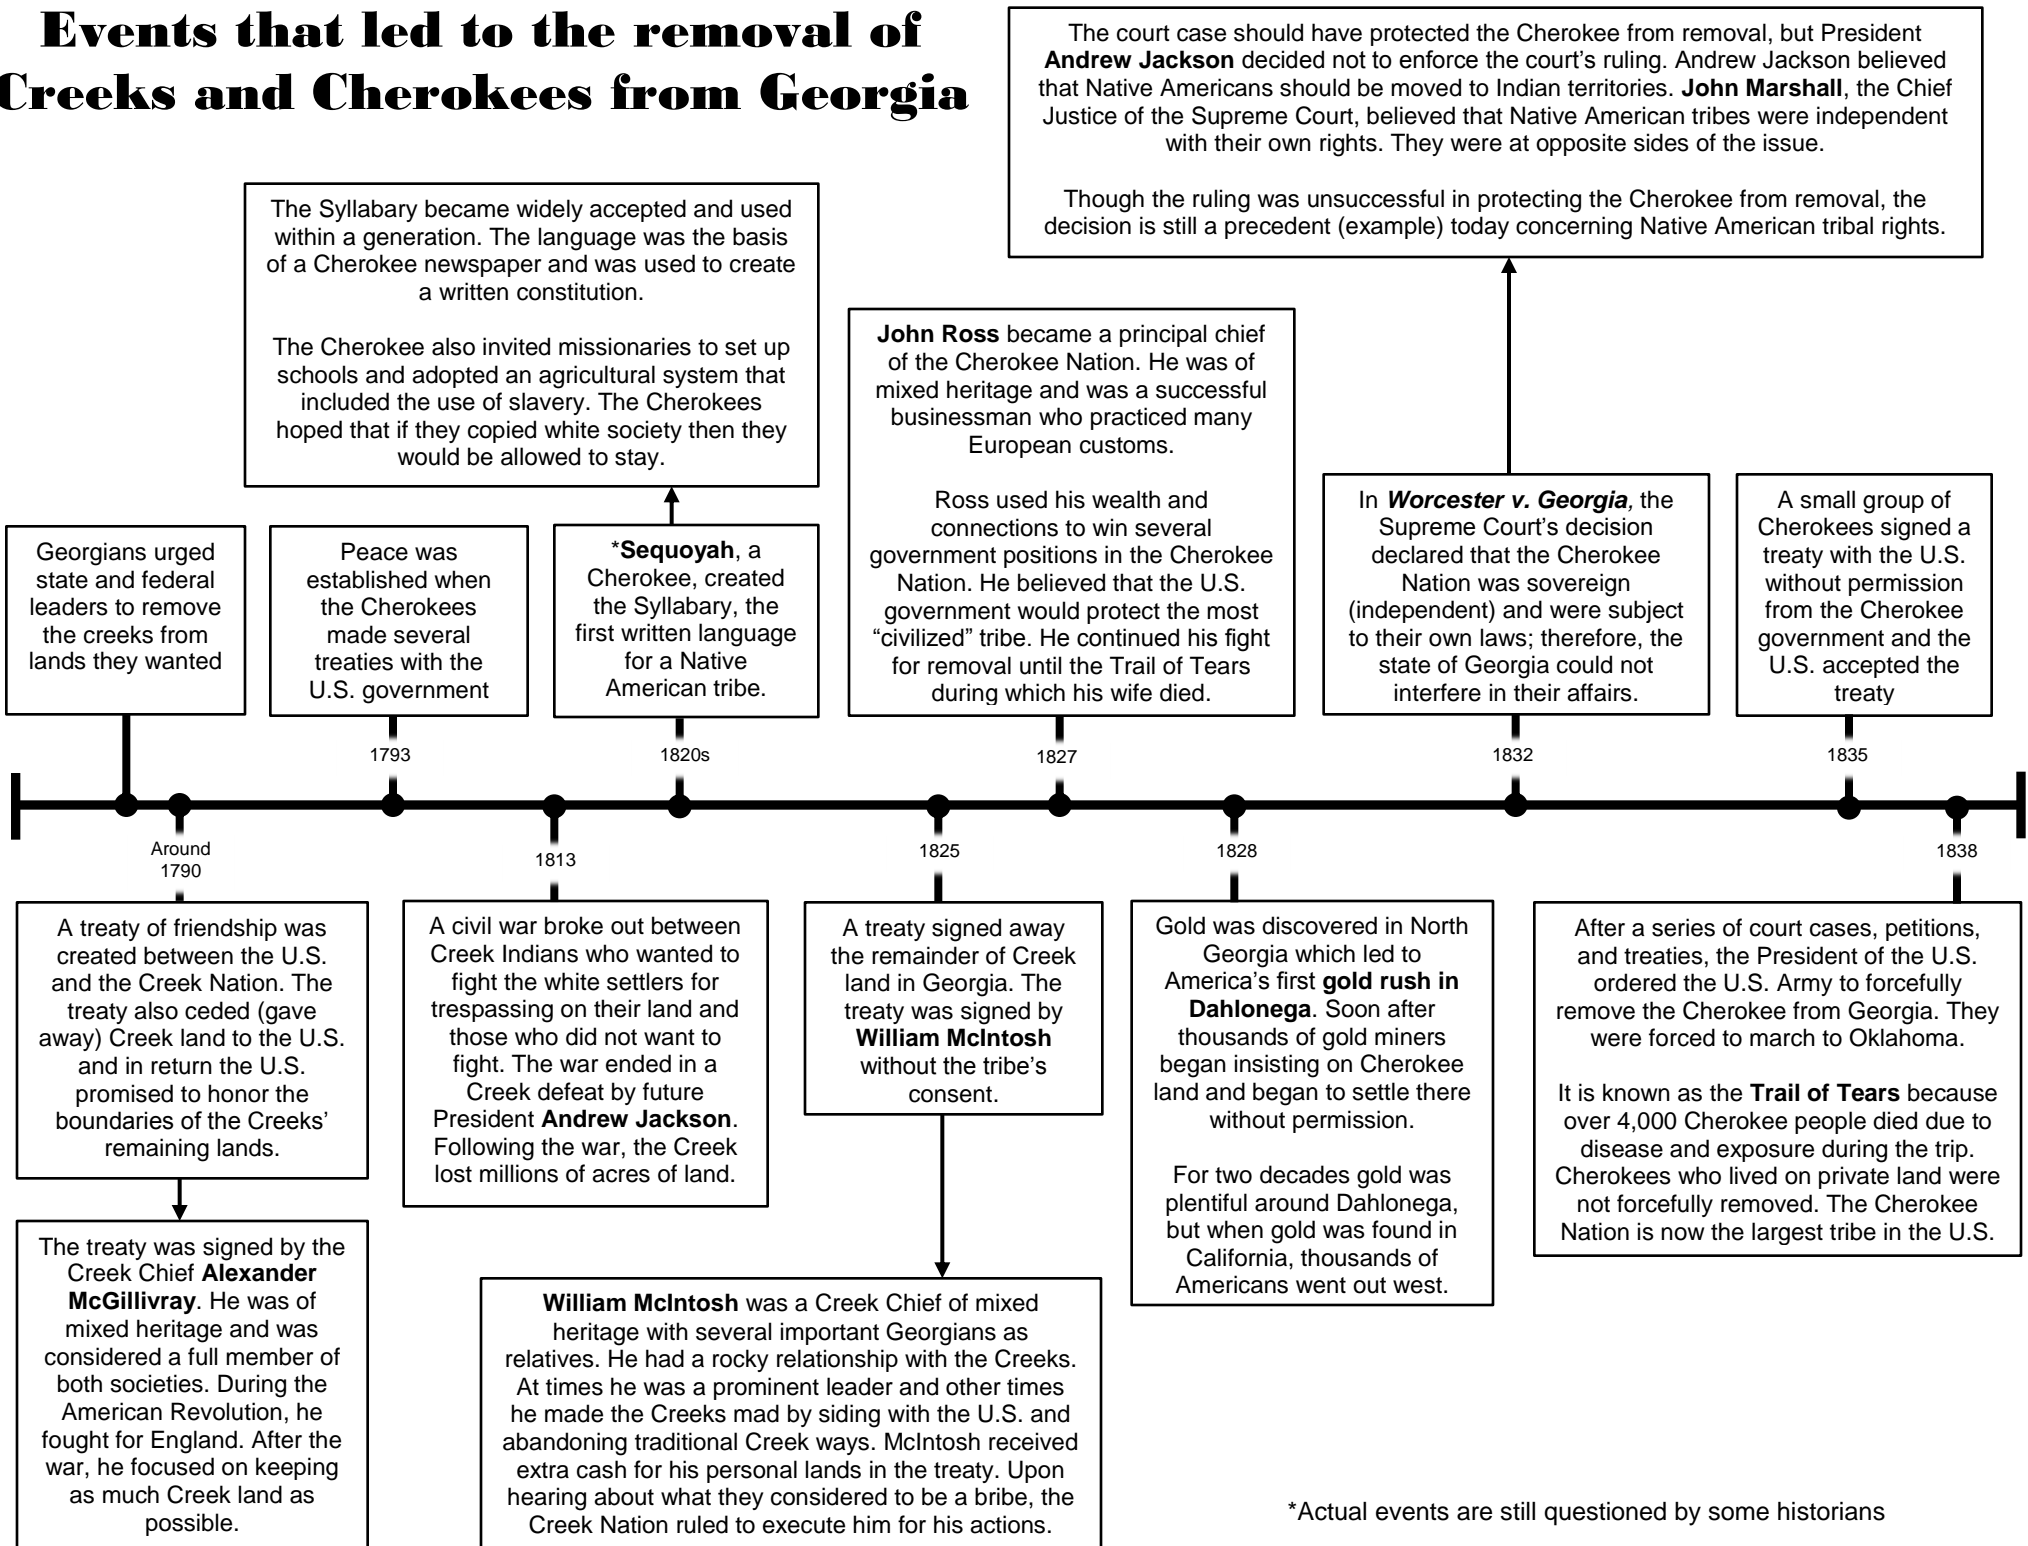 Events that led to the removal of
Creeks and Cherokees from Georgia
The court case should have protected the Cherokee from removal, but President
Andrew Jackson decided not to enforce the court's ruling. Andrew Jackson believed
that Native Americans should be moved to Indian territories. John Marshall, the Chief
Justice of the Supreme Court, believed that Native American tribes were independent
with their own rights. They were at opposite sides of the issue.
Though the ruling was unsuccessful in protecting the Cherokee from removal, the
decision is still a precedent (example) today concerning Native American tribal rights.
The Syllabary became widely accepted and used
within a generation. The language was the basis
of a Cherokee newspaper and was used to create
a written constitution.
The Cherokee also invited missionaries to set up
schools and adopted an agricultural system that
included the use of slavery. The Cherokees
hoped that if they copied white society then they
would be allowed to stay.
Georgians urged
state and federal
leaders to remove
the creeks from
lands they wanted
Peace was
established when
the Cherokees
made several
treaties with the
U.S. government
*Sequoyah, a
Cherokee, created
the Syllabary, the
first written language
for a Native
American tribe.
John Ross became a principal chief
of the Cherokee Nation. He was of
mixed heritage and was a successful
businessman who practiced many
European customs.
Ross used his wealth and
connections to win several
government positions in the Cherokee
Nation. He believed that the U.S.
government would protect the most
“civilized” tribe. He continued his fight
for removal until the Trail of Tears
during which his wife died.
In Worcester v. Georgia, the
Supreme Court's decision
declared that the Cherokee
Nation was sovereign
(independent) and were subject
to their own laws; therefore, the
state of Georgia could not
interfere in their affairs.
A small group of
Cherokees signed a
treaty with the U.S.
without permission
from the Cherokee
government and the
U.S. accepted the
treaty
1793
1820s
1827
1832
1835
Around
1790
1813
1825
1828
1838
A treaty of friendship was
created between the U.S.
and the Creek Nation. The
treaty also ceded (gave
away) Creek land to the U.S.
and in return the U.S.
promised to honor the
boundaries of the Creeks'
remaining lands.
The treaty was signed by the
Creek Chief Alexander
McGillivray. He was of
mixed heritage and was
considered a full member of
both societies. During the
American Revolution, he
fought for England. After the
war, he focused on keeping
as much Creek land as
possible.
A civil war broke out between
Creek Indians who wanted to
fight the white settlers for
trespassing on their land and
those who did not want to
fight. The war ended in a
Creek defeat by future
President Andrew Jackson.
Following the war, the Creek
lost millions of acres of land.
A treaty signed away
the remainder of Creek
land in Georgia. The
treaty was signed by
William McIntosh
without the tribe's
consent.
William McIntosh was a Creek Chief of mixed
heritage with several important Georgians as
relatives. He had a rocky relationship with the Creeks.
At times he was a prominent leader and other times
he made the Creeks mad by siding with the U.S. and
abandoning traditional Creek ways. McIntosh received
extra cash for his personal lands in the treaty. Upon
hearing about what they considered to be a bribe, the
Creek Nation ruled to execute him for his actions.
Gold was discovered in North
Georgia which led to
America's first gold rush in
Dahlonega. Soon after
thousands of gold miners
began insisting on Cherokee
land and began to settle there
without permission.
For two decades gold was
plentiful around Dahlonega,
but when gold was found in
California, thousands of
Americans went out west.
After a series of court cases, petitions,
and treaties, the President of the U.S.
ordered the U.S. Army to forcefully
remove the Cherokee from Georgia. They
were forced to march to Oklahoma.
It is known as the Trail of Tears because
over 4,000 Cherokee people died due to
disease and exposure during the trip.
Cherokees who lived on private land were
not forcefully removed. The Cherokee
Nation is now the largest tribe in the U.S.
*Actual events are still questioned by some historians